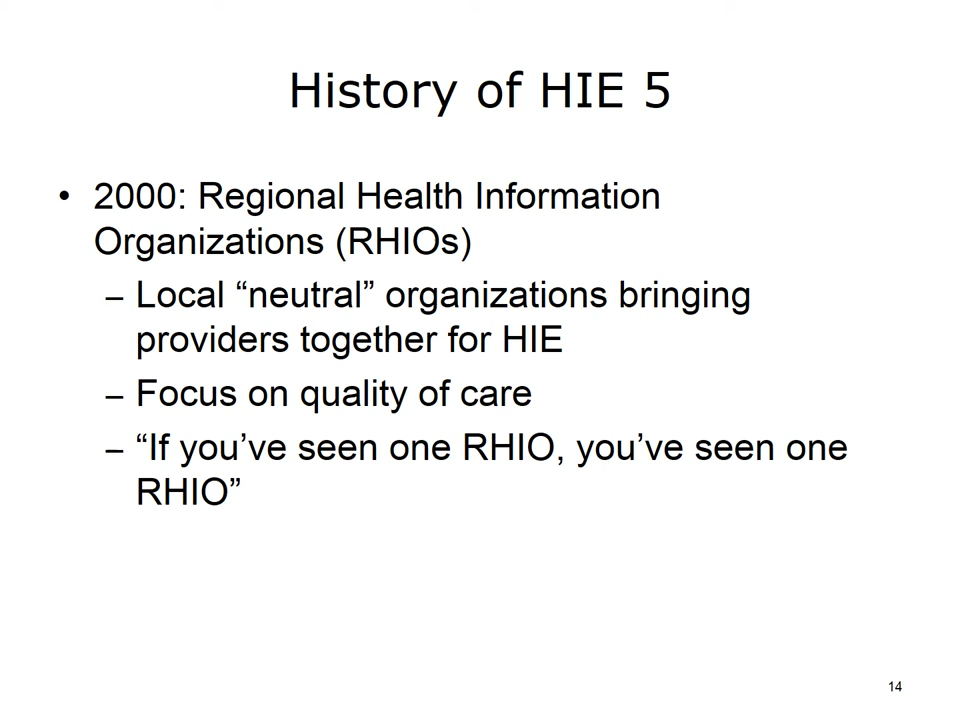 History of HIE 5
• 2000: Regional Health Information
Organizations (RHIOs)
– Local “neutral” organizations bringing
providers together for HIE
– Focus on quality of care
– “If you’ve seen one RHIO, you’ve seen one
RHIO”
14